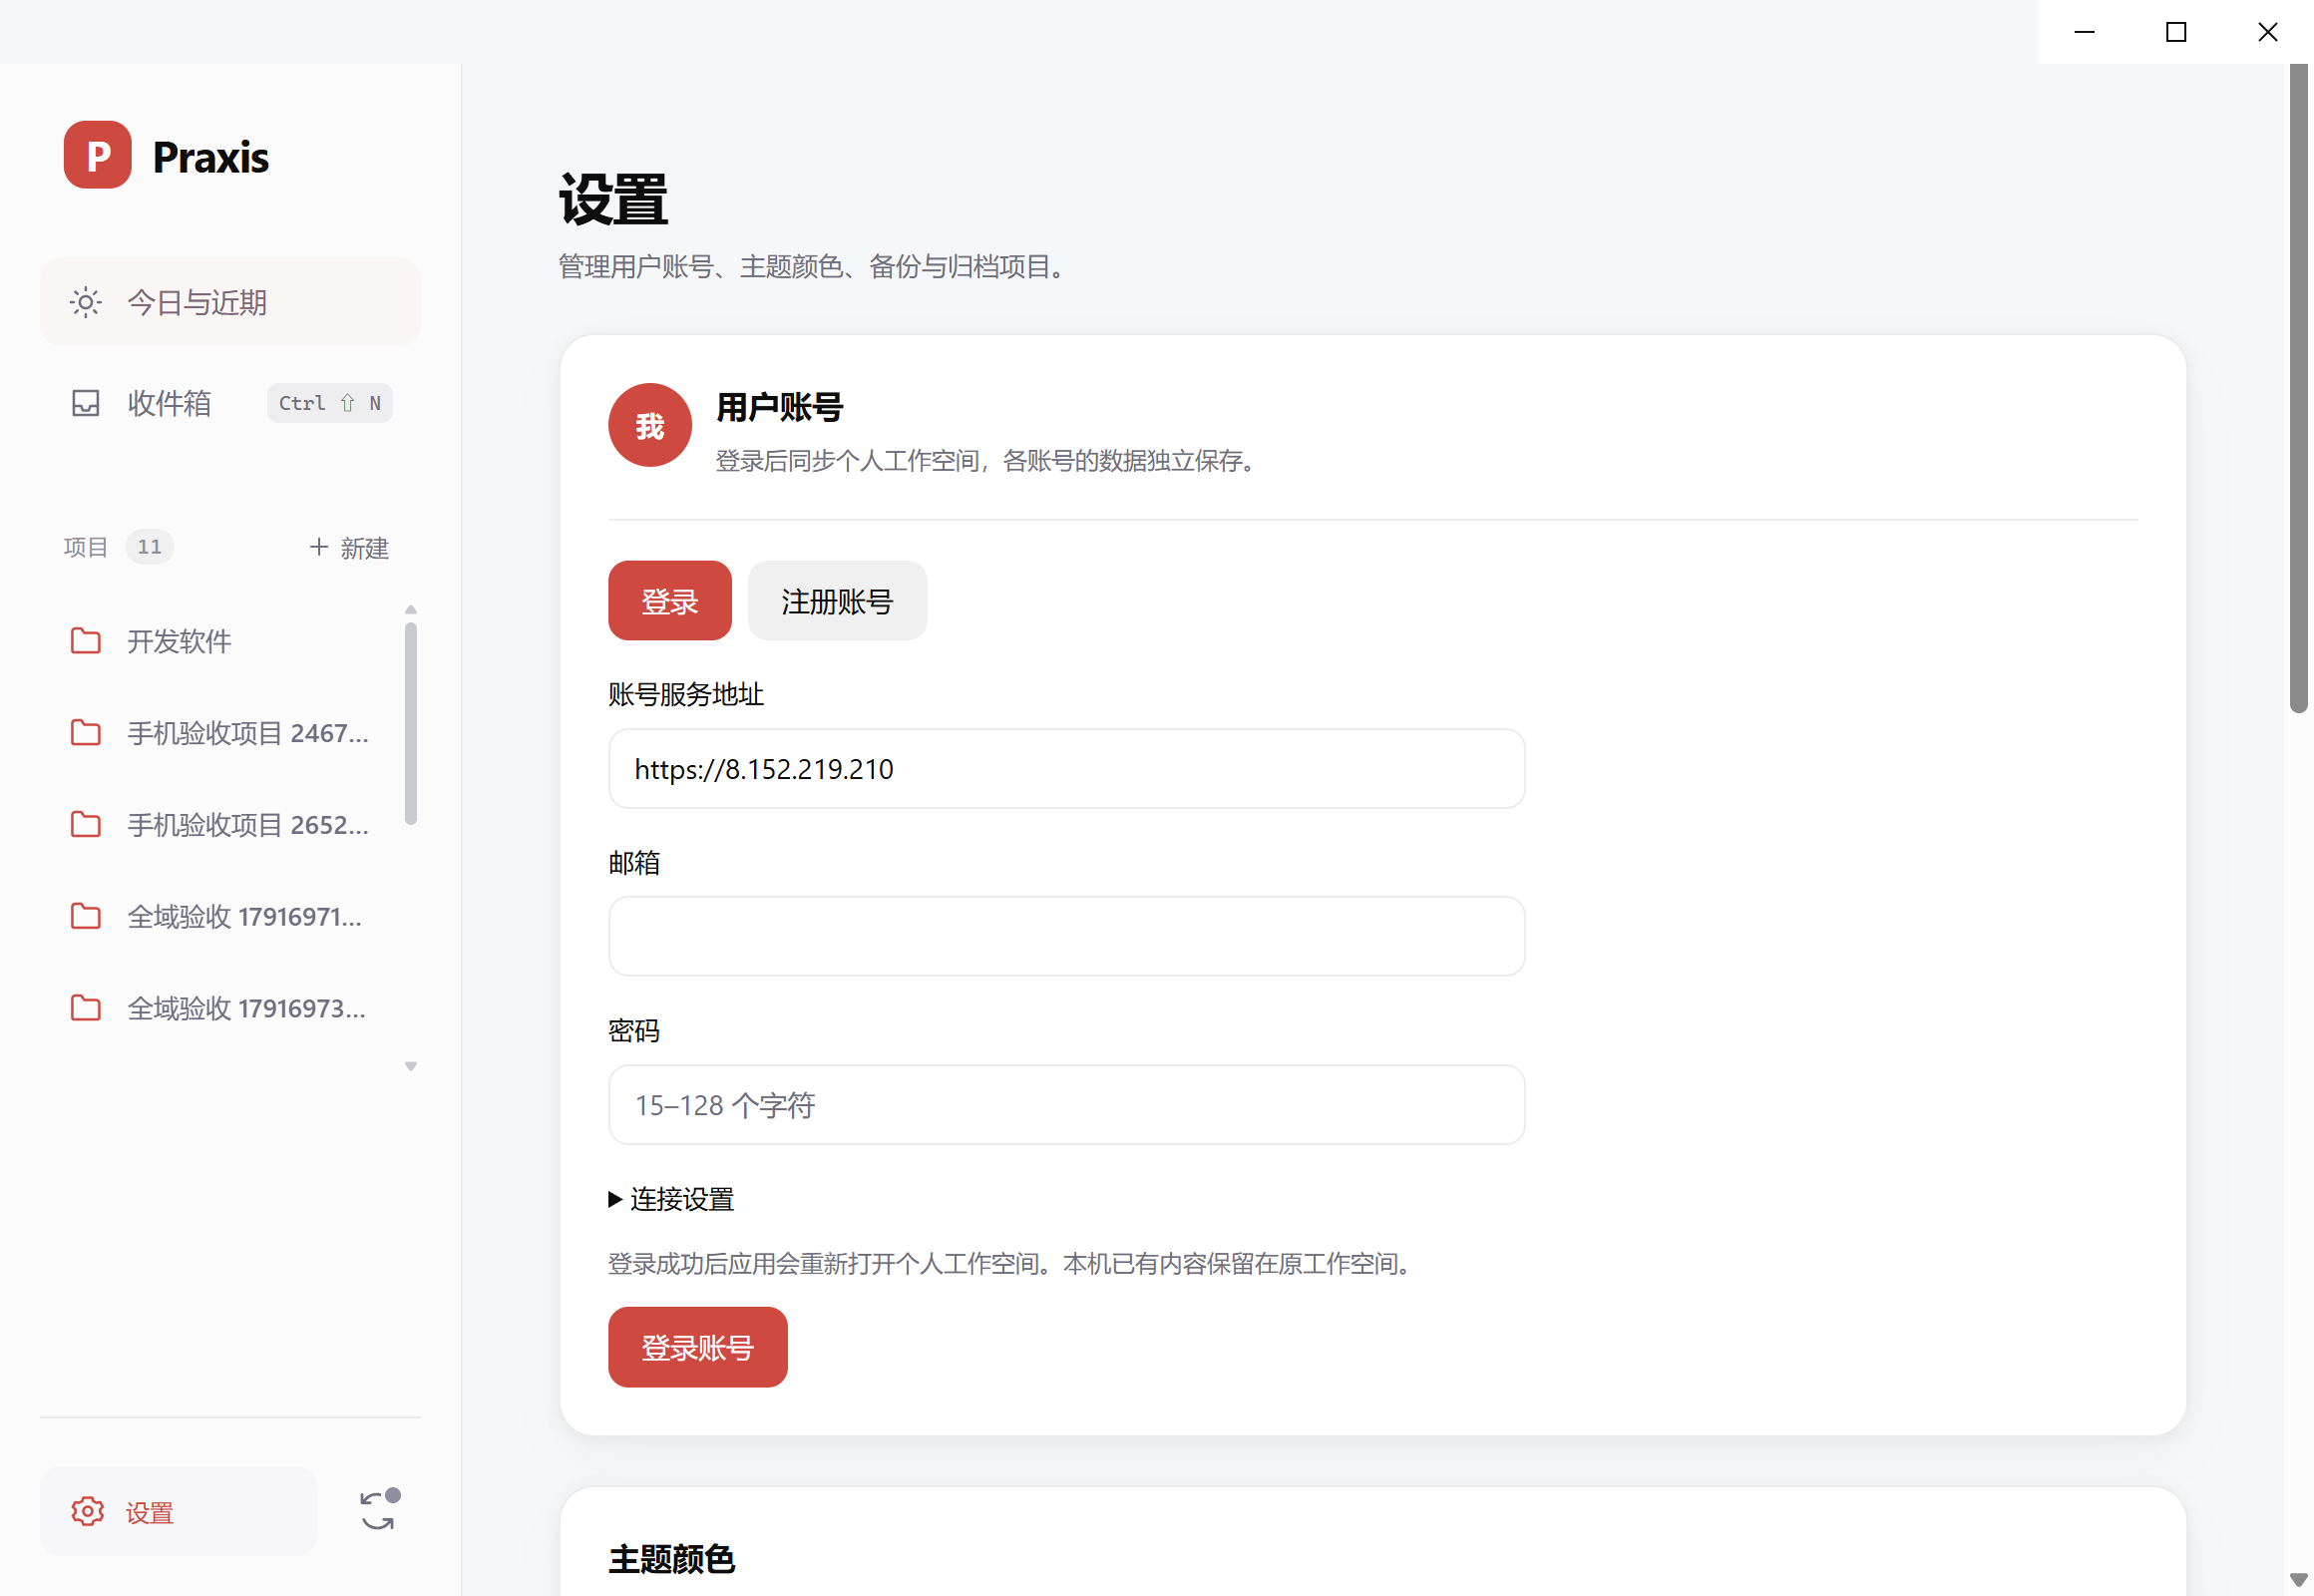 P Praxis
今日与近期
收件箱 Ctrl ⇧ N
项目 11 + 新建
开发软件
手机验收项目 2467...
手机验收项目 2652...
全域验收 17916971...
全域验收 17916973...
设置
设置
管理用户账号、主题颜色、备份与归档项目。
我
用户账号
登录后同步个人工作空间，各账号的数据独立保存。
登录 注册账号
账号服务地址
https://8.152.219.210
邮箱
密码
15–128 个字符
连接设置
登录成功后应用会重新打开个人工作空间。本机已有内容保留在原工作空间。
登录账号
主题颜色